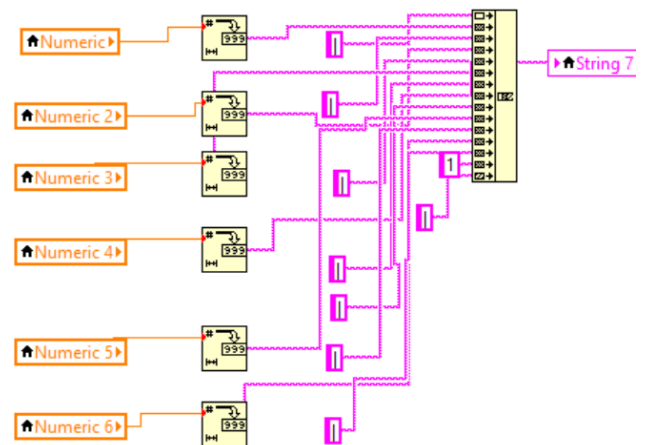 Numeric
# 999
|
String 7
Numeric 2
# 999
|
Numeric 3
# 999
1
|
|
Numeric 4
# 999
|
|
Numeric 5
# 999
|
Numeric 6
# 999
|